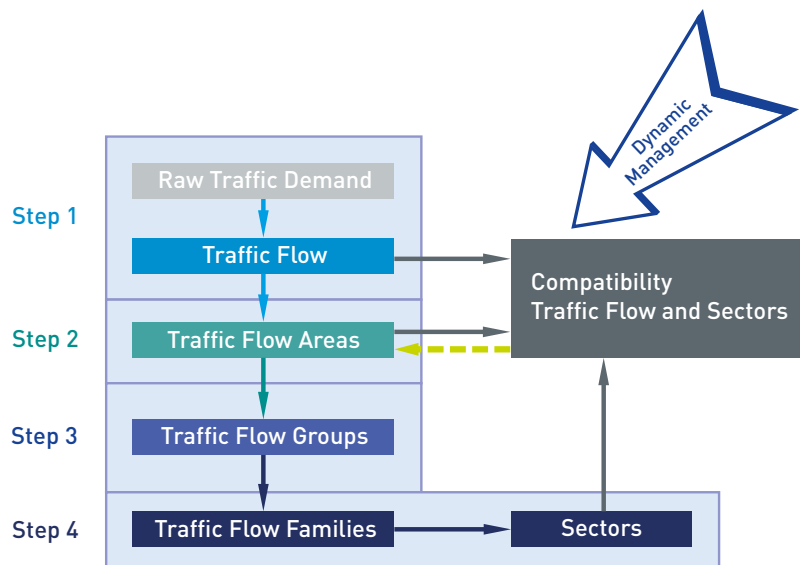 Dynamic
Management
Raw Traffic Demand
Step 1
Traffic Flow
Compatibility
Traffic Flow and Sectors
Step 2
Traffic Flow Areas
Step 3
Traffic Flow Groups
Step 4
Traffic Flow Families
Sectors